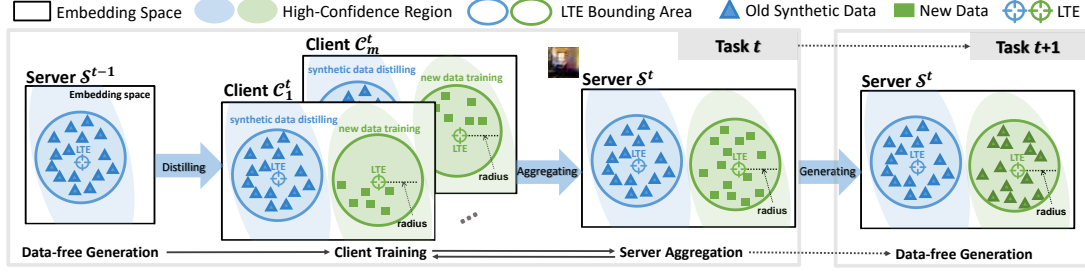 Embedding Space
High-Confidence Region
LTE Bounding Area
Old Synthetic Data
New Data
LTE
Task t
Task t+1
Server S^{t-1}
Embedding space
LTE
Distilling
Client C_m^t
synthetic data distilling
new data training
LTE
radius
Client C_1^t
synthetic data distilling
new data training
LTE
LTE
radius
...
Aggregating
Server S^t
LTE
LTE
radius
Generating
Server S^t
LTE
LTE
radius
Data-free Generation
Client Training
Server Aggregation
Data-free Generation